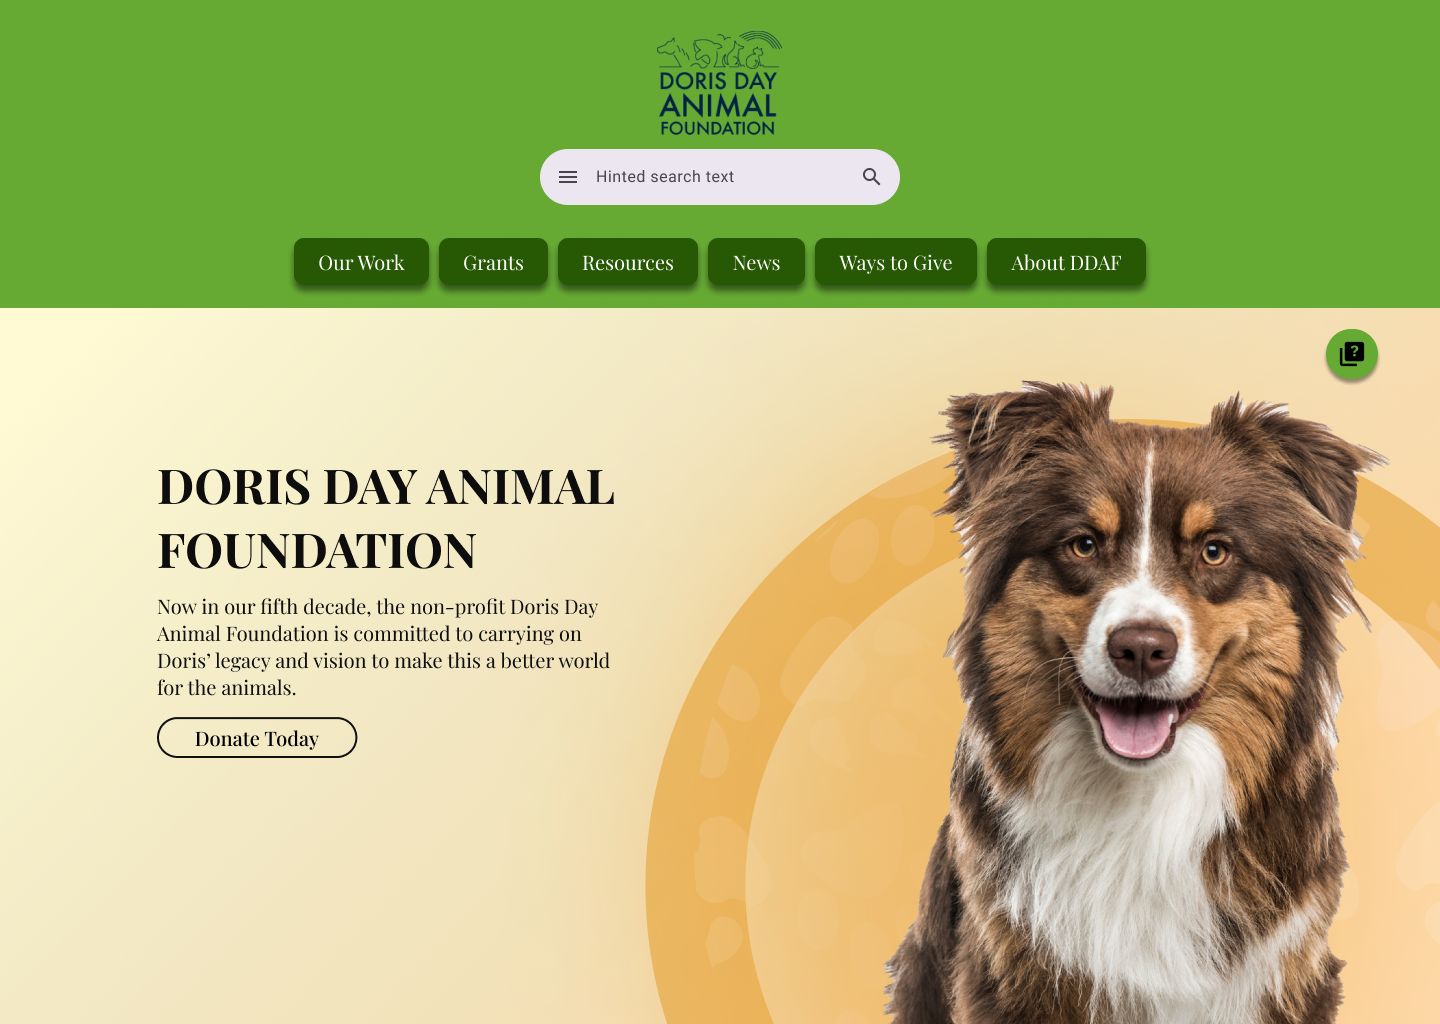 DORIS DAY
ANIMAL
FOUNDATION
Hinted search text
Our Work
Grants
Resources
News
Ways to Give
About DDAF
?
DORIS DAY ANIMAL
FOUNDATION
Now in our fifth decade, the non-profit Doris Day
Animal Foundation is committed to carrying on
Doris’ legacy and vision to make this a better world
for the animals.
Donate Today